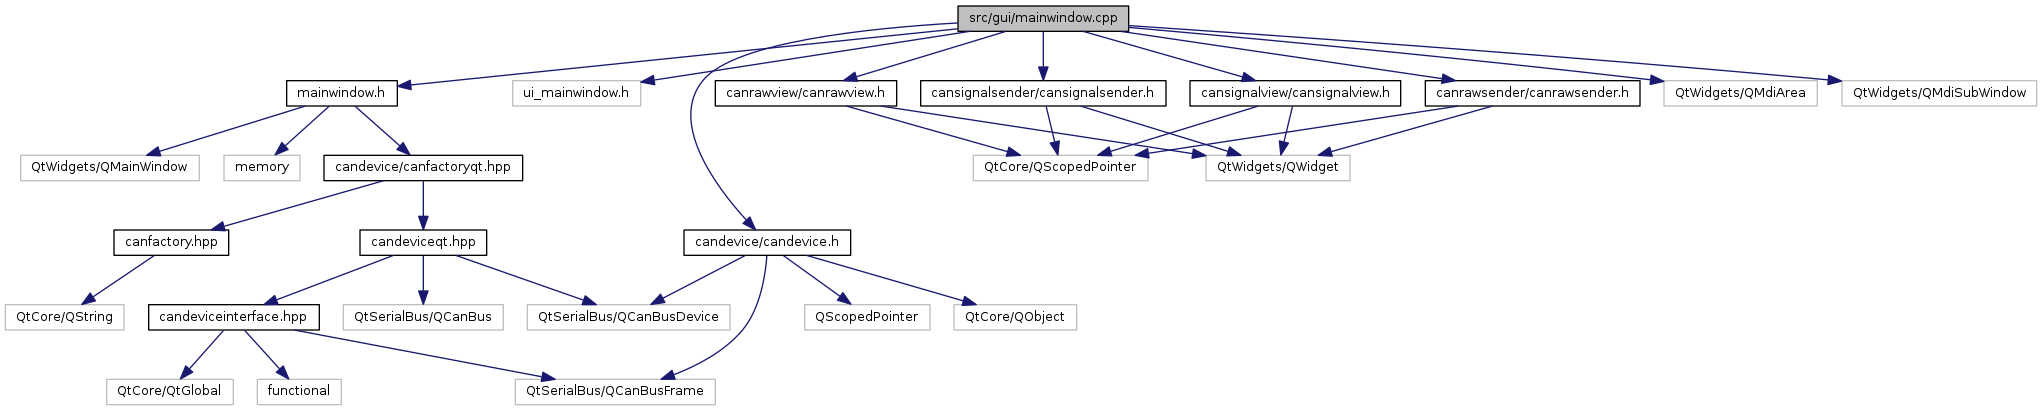 src/gui/mainwindow.cpp
mainwindow.h
ui_mainwindow.h
canrawview/canrawview.h
cansignalsender/cansignalsender.h
cansignalview/cansignalview.h
canrawsender/canrawsender.h
QtWidgets/QMdiArea
QtWidgets/QMdiSubWindow
QtWidgets/QMainWindow
memory
candevice/canfactoryqt.hpp
QtCore/QScopedPointer
QtWidgets/QWidget
canfactory.hpp
candeviceqt.hpp
candevice/candevice.h
QtCore/QString
candeviceinterface.hpp
QtSerialBus/QCanBus
QtSerialBus/QCanBusDevice
QScopedPointer
QtCore/QObject
QtCore/QtGlobal
functional
QtSerialBus/QCanBusFrame